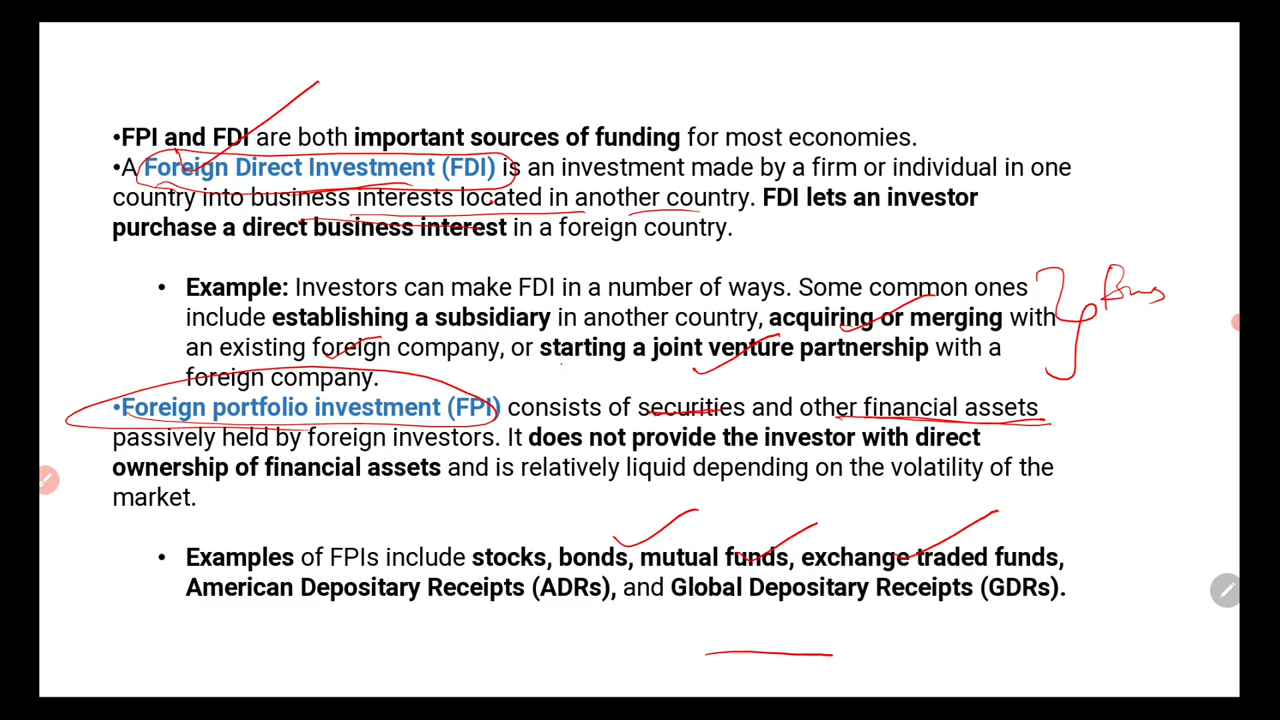 •FPI and FDI are both important sources of funding for most economies.
•A Foreign Direct Investment (FDI) is an investment made by a firm or individual in one
country into business interests located in another country. FDI lets an investor
purchase a direct business interest in a foreign country.
• Example: Investors can make FDI in a number of ways. Some common ones
include establishing a subsidiary in another country, acquiring or merging with
an existing foreign company, or starting a joint venture partnership with a
foreign company.
•Foreign portfolio investment (FPI) consists of securities and other financial assets
passively held by foreign investors. It does not provide the investor with direct
ownership of financial assets and is relatively liquid depending on the volatility of the
market.
• Examples of FPIs include stocks, bonds, mutual funds, exchange traded funds,
American Depositary Receipts (ADRs), and Global Depositary Receipts (GDRs).